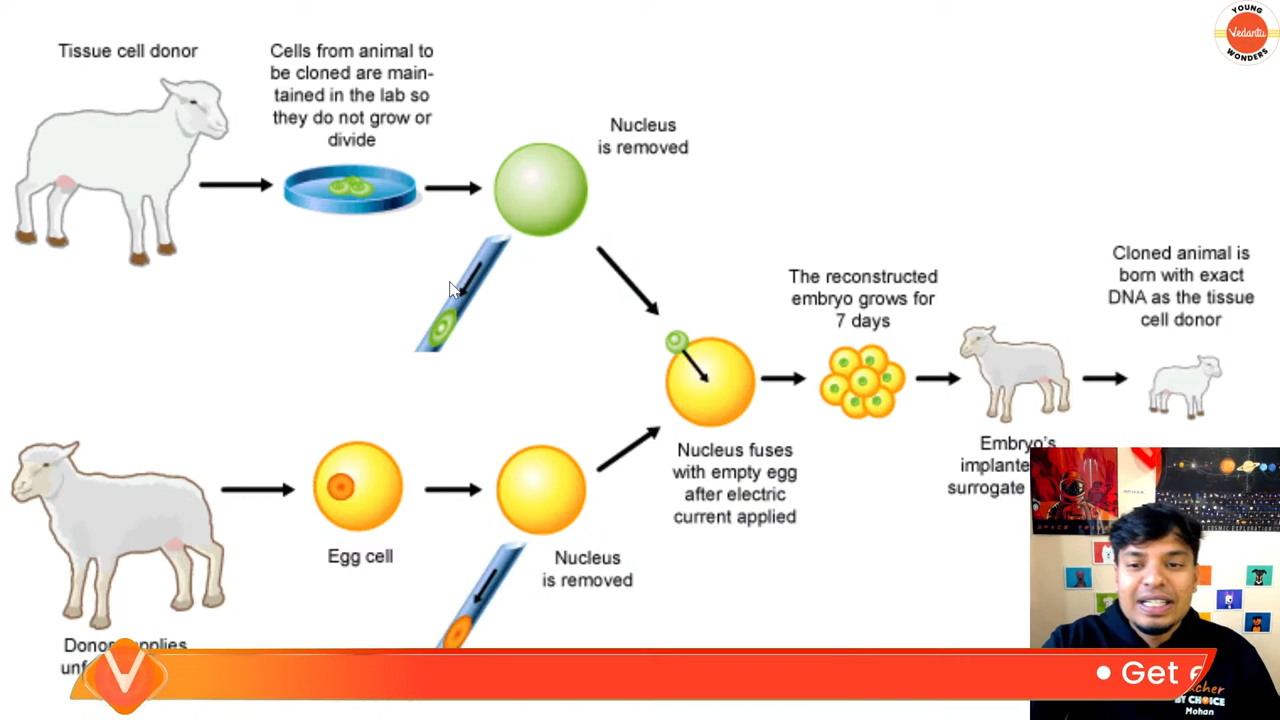 YOUNG
Vedantu
WONDERS
Tissue cell donor
Cells from animal to
be cloned are main-
tained in the lab so
they do not grow or
divide
Nucleus
is removed
The reconstructed
embryo grows for
7 days
Cloned animal is
born with exact
DNA as the tissue
cell donor
Nucleus fuses
with empty egg
after electric
current applied
Embryo's
surrogate
Egg cell
Nucleus
is removed
Get
BY CHOICE
Mohan